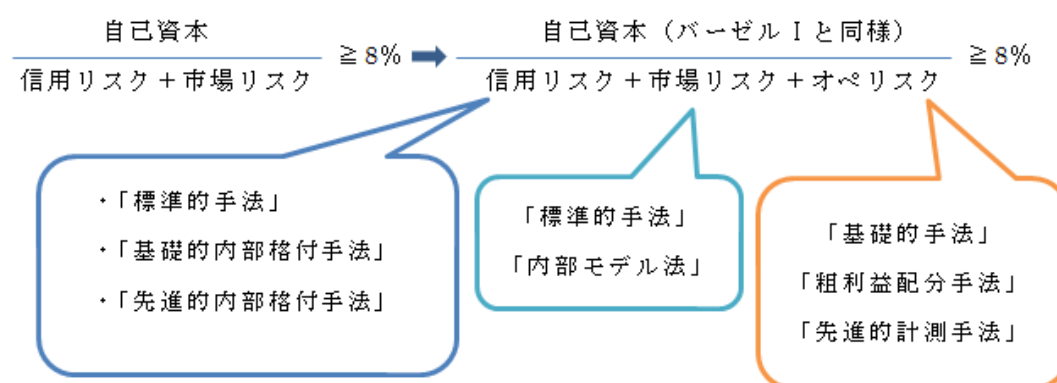 自己資本
信用リスク＋市場リスク
≧8%
自己資本（バーゼルⅠと同様）
信用リスク＋市場リスク＋オペリスク
≧8%
・「標準的手法」
・「基礎的内部格付手法」
・「先進的内部格付手法」
「標準的手法」
「内部モデル法」
「基礎的手法」
「粗利益配分手法」
「先進的計測手法」